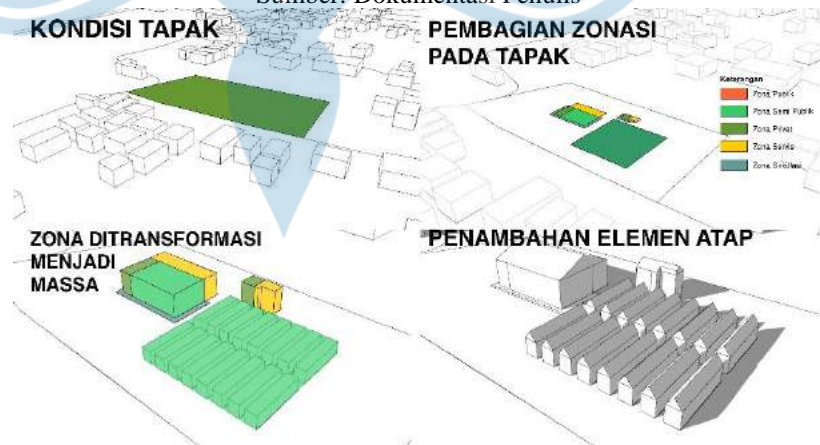 Sumber: Dokumentasi Penulis
KONDISI TAPAK
PEMBAGIAN ZONASI
PADA TAPAK
Keterangan
Zona Publik
Zona Semi Publik
Zona Privat
Zona Servis
Zona
ZONA DITRANSFORMASI
MENJADI
MASSA
PENAMBAHAN ELEMEN ATAP